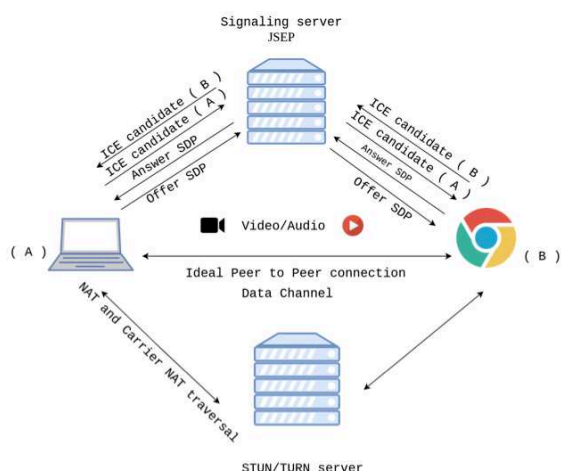 Signaling server
JSEP
ICE candidate ( B )
ICE candidate ( A )
Answer SDP
Offer SDP
ICE candidate ( B )
ICE candidate ( A )
Answer SDP
Offer SDP
Video/Audio
( A )
( B )
Ideal Peer to Peer connection
Data Channel
NAT and Carrier NAT traversal
STUN/TURN server